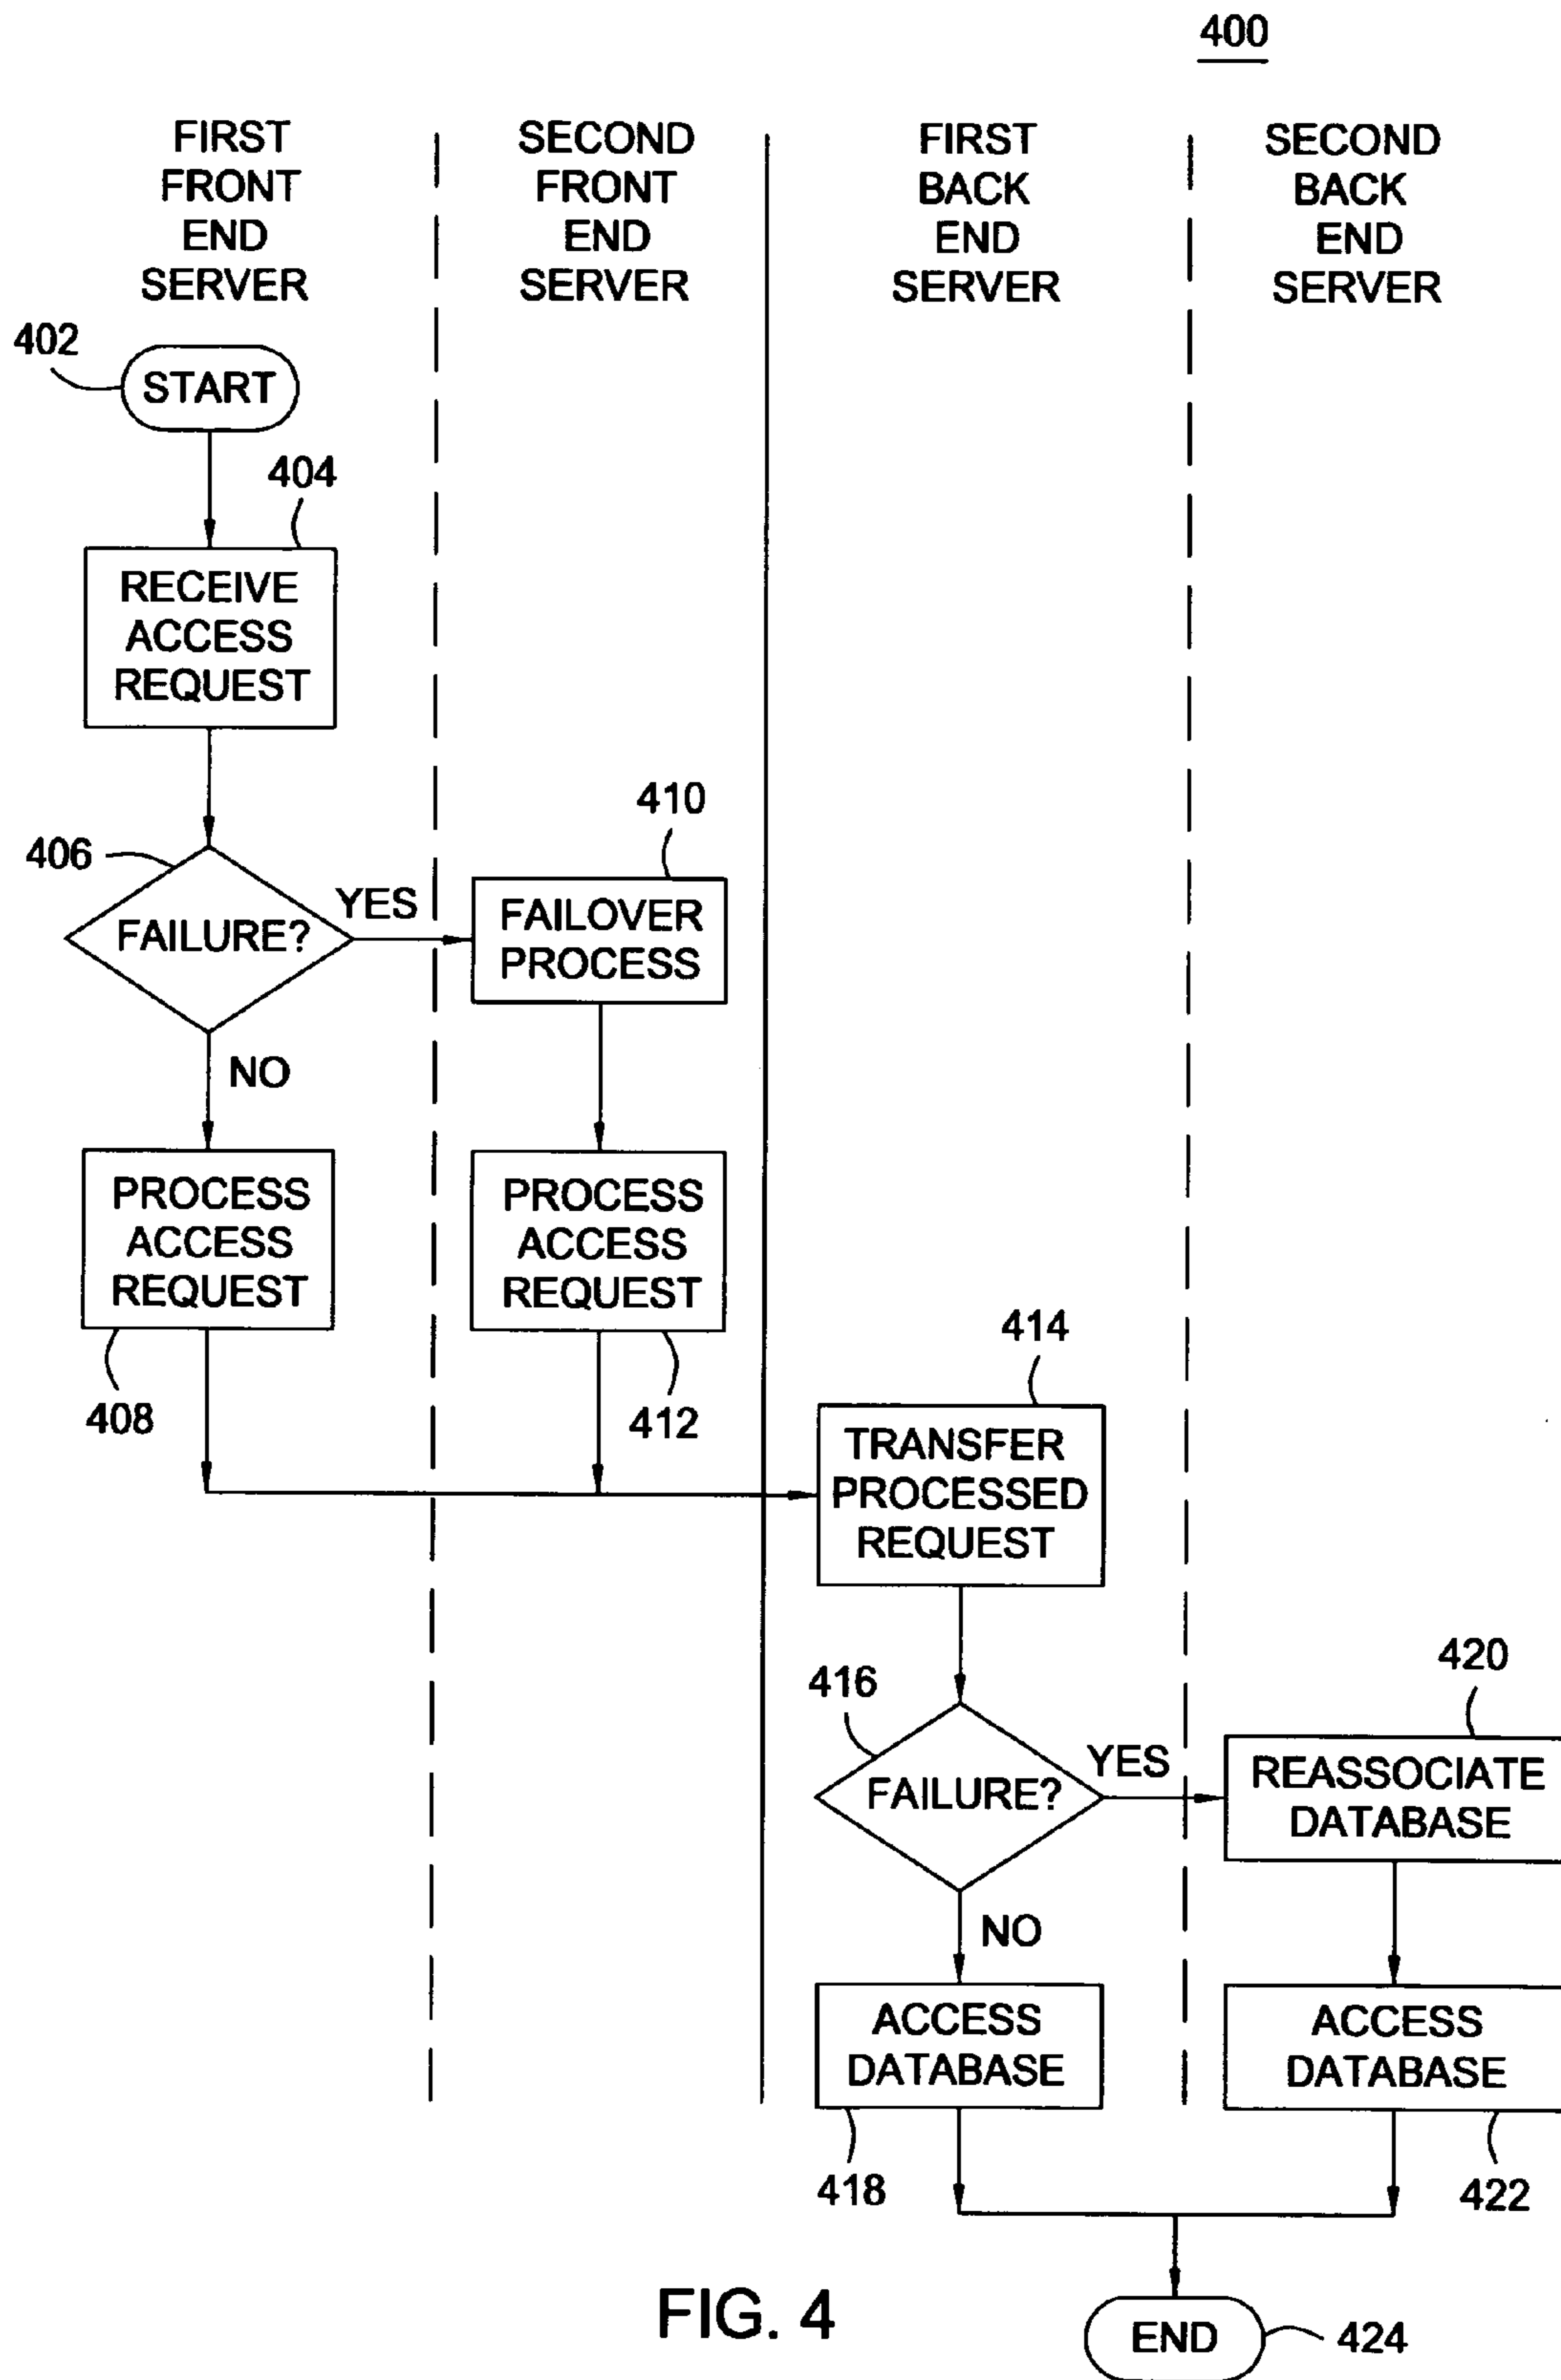 400
FIRST
FRONT
END
SERVER
SECOND
FRONT
END
SERVER
FIRST
BACK
END
SERVER
SECOND
BACK
END
SERVER
402
START
404
RECEIVE
ACCESS
REQUEST
406
FAILURE?
YES
410
FAILOVER
PROCESS
NO
PROCESS
ACCESS
REQUEST
408
PROCESS
ACCESS
REQUEST
412
414
TRANSFER
PROCESSED
REQUEST
416
FAILURE?
YES
420
REASSOCIATE
DATABASE
NO
ACCESS
DATABASE
418
ACCESS
DATABASE
422
END
424
FIG. 4